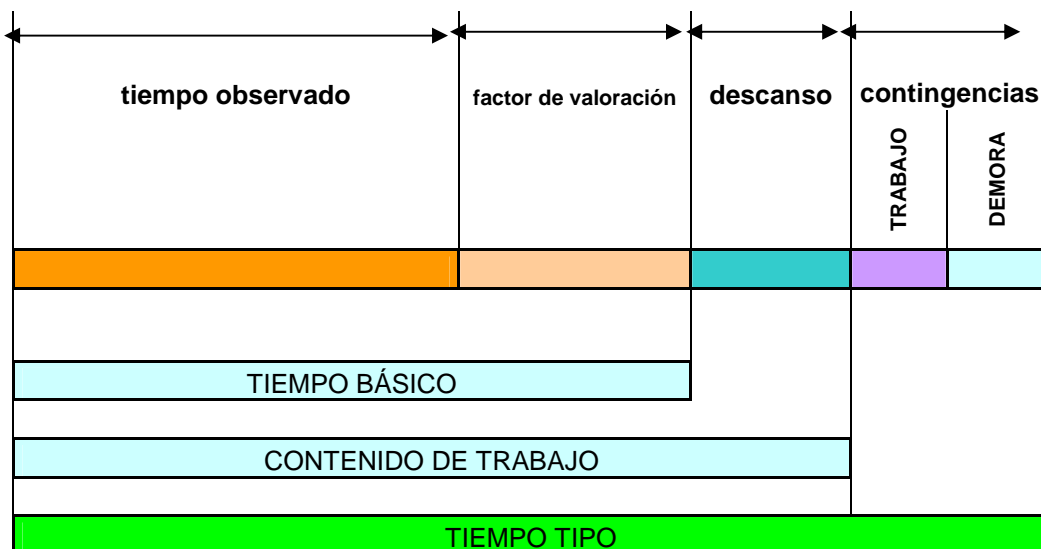 tiempo observado
factor de valoración
descanso
contingencias
TRABAJO
DEMORA
TIEMPO BÁSICO
CONTENIDO DE TRABAJO
TIEMPO TIPO